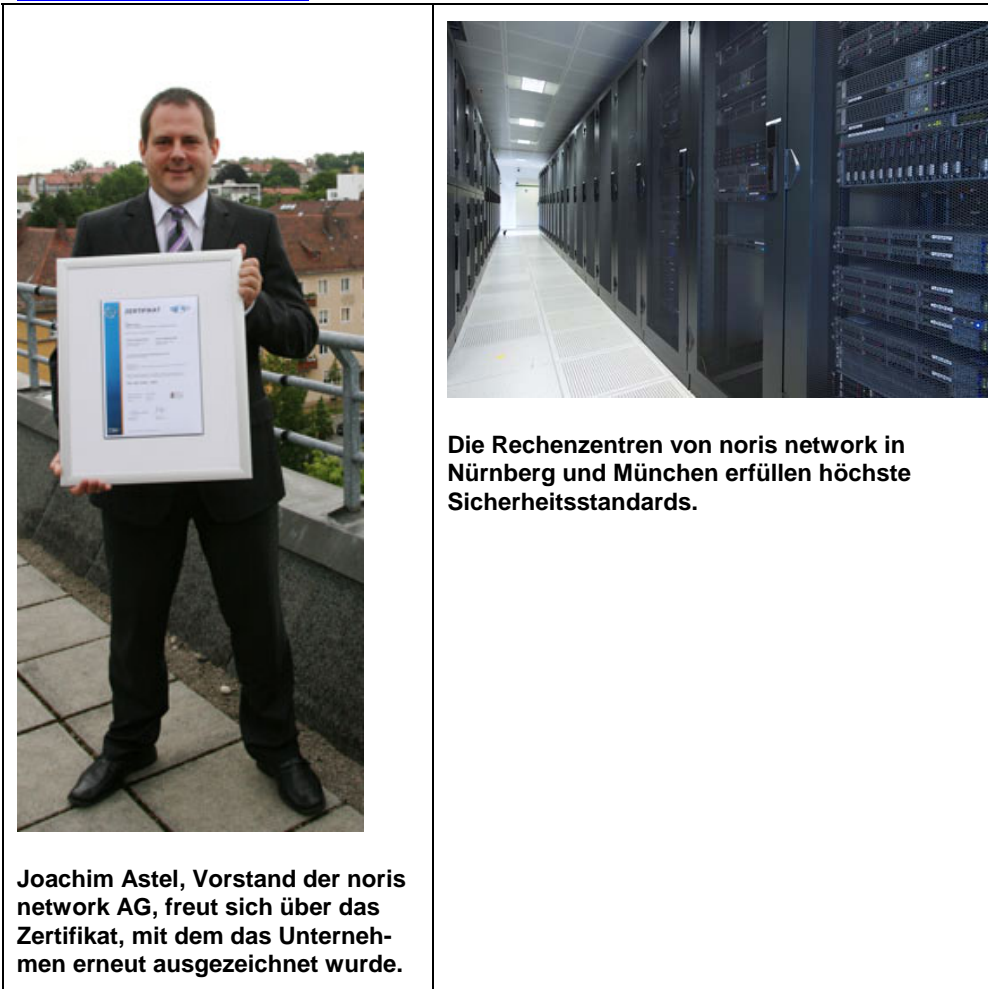 ZERTIFIKAT
Joachim Astel, Vorstand der noris
network AG, freut sich über das
Zertifikat, mit dem das Unterneh-
men erneut ausgezeichnet wurde.
Die Rechenzentren von noris network in
Nürnberg und München erfüllen höchste
Sicherheitsstandards.